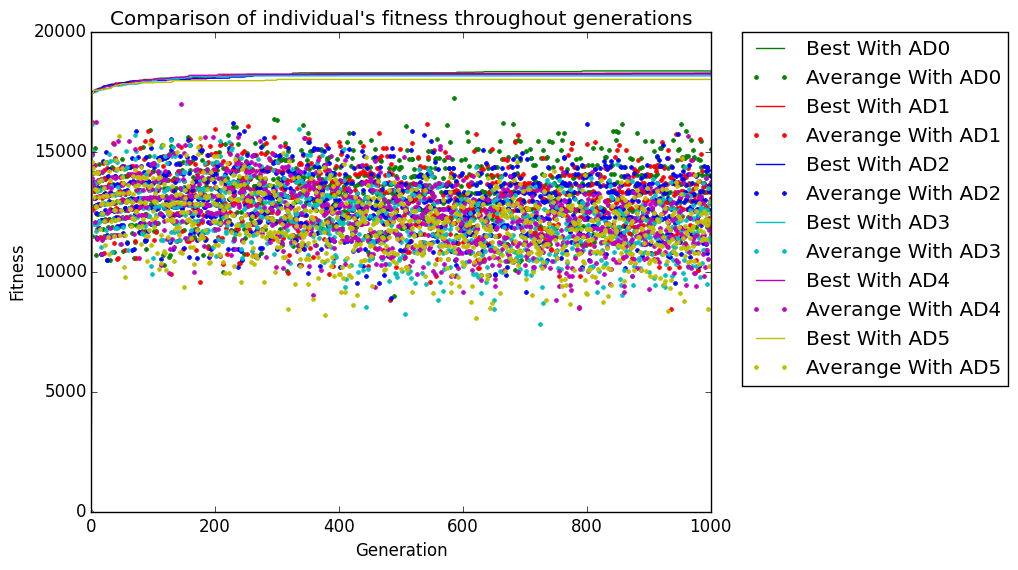 Comparison of individual's fitness throughout generations
20000
15000
10000
5000
0
Fitness
0 200 400 600 800 1000
Generation
Best With AD0
Averange With AD0
Best With AD1
Averange With AD1
Best With AD2
Averange With AD2
Best With AD3
Averange With AD3
Best With AD4
Averange With AD4
Best With AD5
Averange With AD5